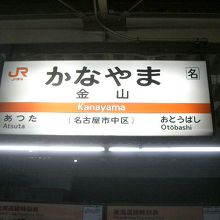 JR かなやま 名
金山
Kanayama
あつた (名古屋市中区) おとうばし
Atsuta Otōbashi